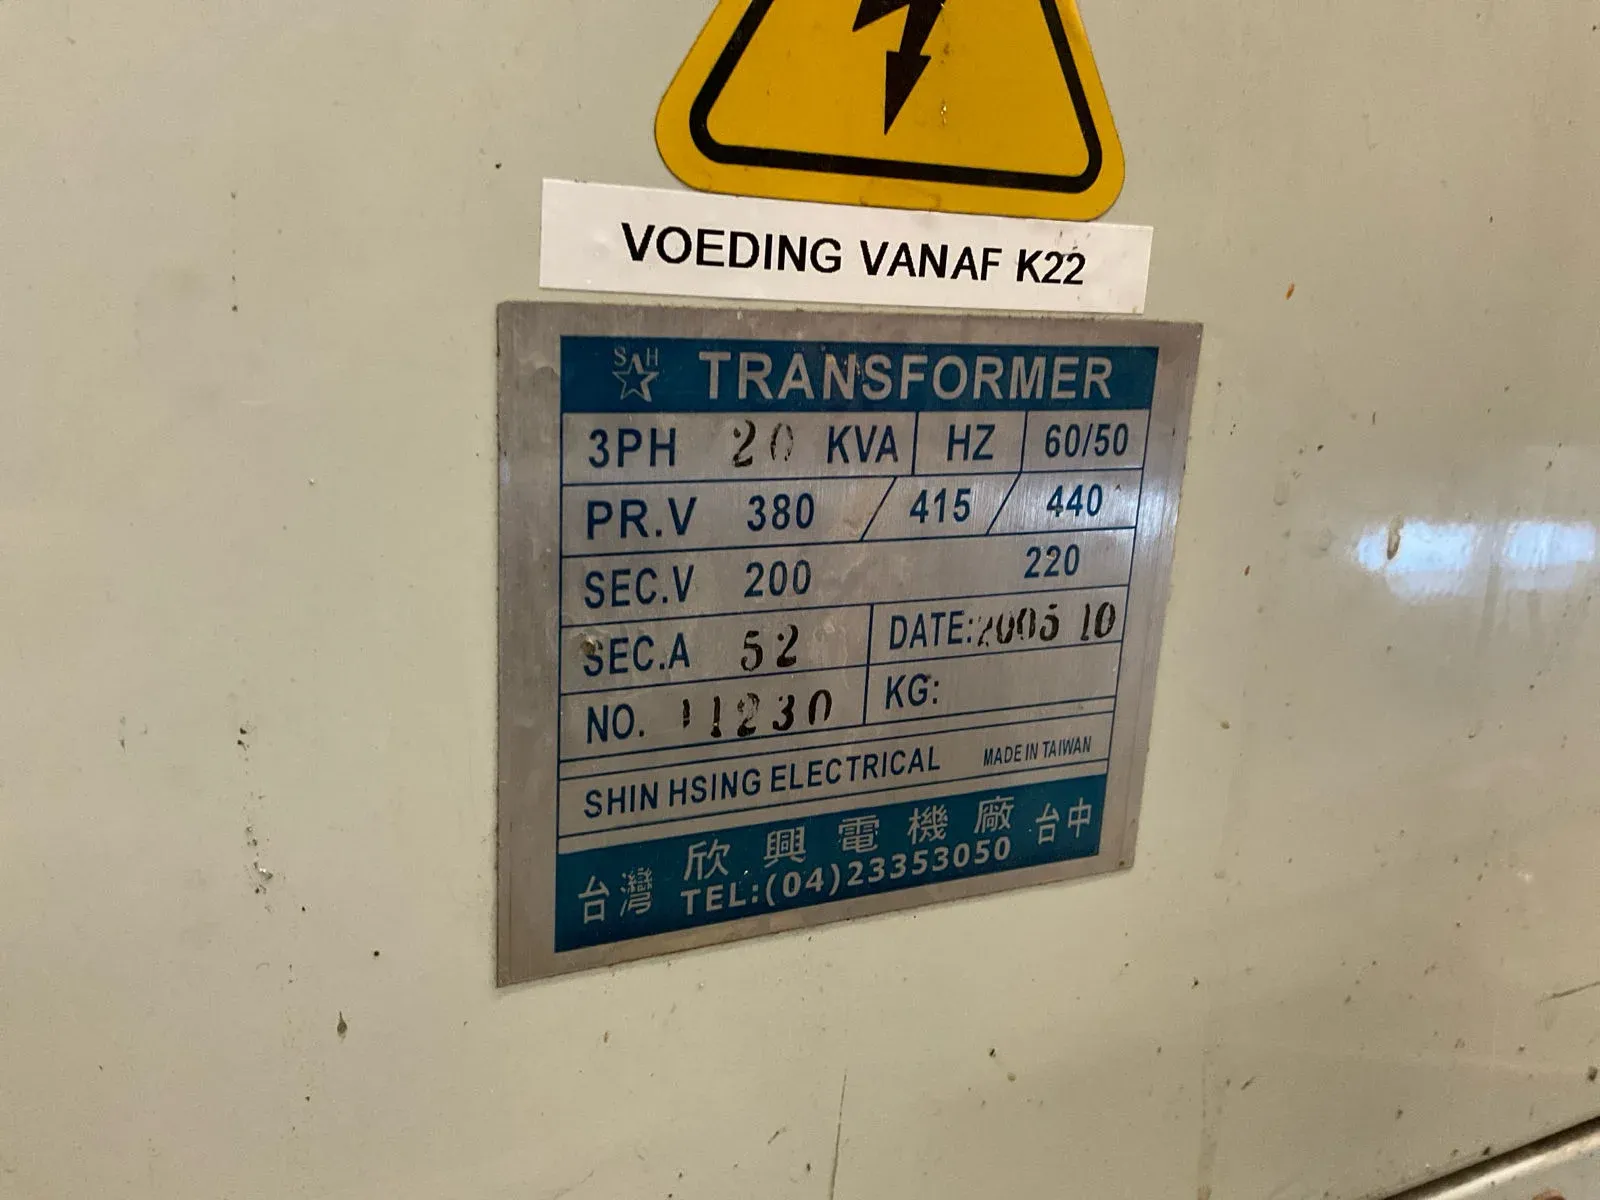 VOEDING VANAF K22
SAH TRANSFORMER
3PH 20 KVA HZ 60/50
PR.V 380 / 415 / 440
SEC.V 200 220
SEC.A 52 DATE:2005 10
NO. 11230 KG:
SHIN HSING ELECTRICAL MADE IN TAIWAN
台灣 欣興電機廠 台中
TEL:(04)23353050